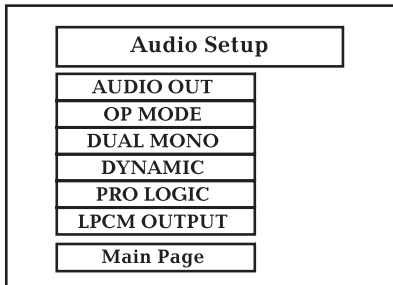 Audio Setup
AUDIO OUT
OP MODE
DUAL MONO
DYNAMIC
PRO LOGIC
LPCM OUTPUT
Main Page